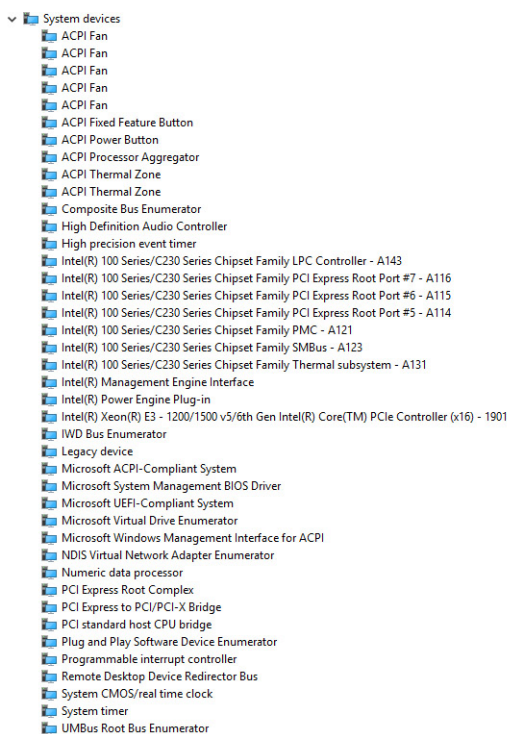 System devices
ACPI Fan
ACPI Fan
ACPI Fan
ACPI Fan
ACPI Fan
ACPI Fixed Feature Button
ACPI Power Button
ACPI Processor Aggregator
ACPI Thermal Zone
ACPI Thermal Zone
Composite Bus Enumerator
High Definition Audio Controller
High precision event timer
Intel(R) 100 Series/C230 Series Chipset Family LPC Controller - A143
Intel(R) 100 Series/C230 Series Chipset Family PCI Express Root Port #7 - A116
Intel(R) 100 Series/C230 Series Chipset Family PCI Express Root Port #6 - A115
Intel(R) 100 Series/C230 Series Chipset Family PCI Express Root Port #5 - A114
Intel(R) 100 Series/C230 Series Chipset Family PMC - A121
Intel(R) 100 Series/C230 Series Chipset Family SMBus - A123
Intel(R) 100 Series/C230 Series Chipset Family Thermal subsystem - A131
Intel(R) Management Engine Interface
Intel(R) Power Engine Plug-in
Intel(R) Xeon(R) E3 - 1200/1500 v5/6th Gen Intel(R) Core(TM) PCIe Controller (x16) - 1901
IWD Bus Enumerator
Legacy device
Microsoft ACPI-Compliant System
Microsoft System Management BIOS Driver
Microsoft UEFI-Compliant System
Microsoft Virtual Drive Enumerator
Microsoft Windows Management Interface for ACPI
NDIS Virtual Network Adapter Enumerator
Numeric data processor
PCI Express Root Complex
PCI Express to PCI/PCI-X Bridge
PCI standard host CPU bridge
Plug and Play Software Device Enumerator
Programmable interrupt controller
Remote Desktop Device Redirector Bus
System CMOS/real time clock
System timer
UMBus Root Bus Enumerator